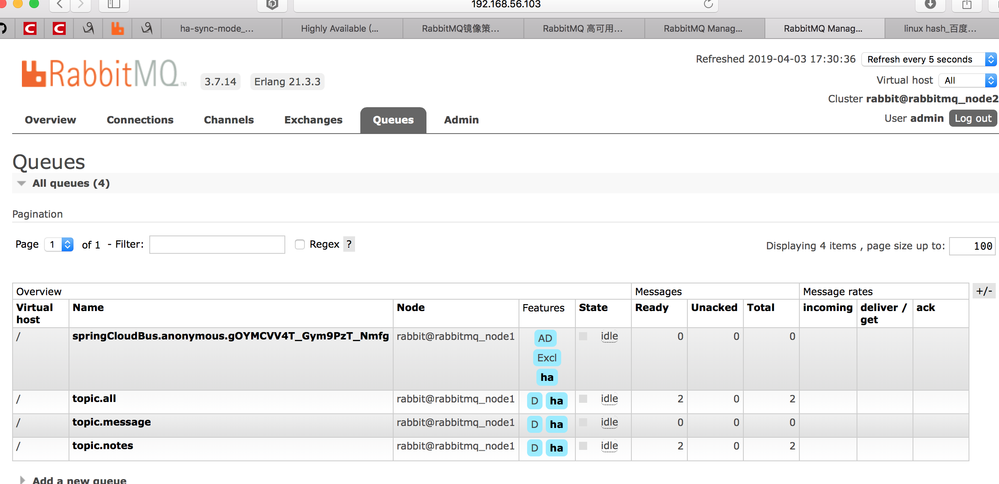 192.168.56.103
ha-sync-mode_... Highly Available (... RabbitMQ镜像策... RabbitMQ 高可用... RabbitMQ Manag... RabbitMQ Manag... linux hash_百度...
RabbitMQ TM 3.7.14 Erlang 21.3.3
Refreshed 2019-04-03 17:30:36 Refresh every 5 seconds
Virtual host All
Cluster rabbit@rabbitmq_node2
User admin Log out
Overview Connections Channels Exchanges Queues Admin
Queues
All queues (4)
Pagination
Page 1 of 1 - Filter: Regex ? Displaying 4 items , page size up to: 100
Overview Messages Message rates +/-
Virtual host Name Node Features State Ready Unacked Total incoming deliver / get ack
/ springCloudBus.anonymous.gOYMCVV4T_Gym9PzT_Nmfg rabbit@rabbitmq_node1 AD Excl ha idle 0 0 0
/ topic.all rabbit@rabbitmq_node1 D ha idle 2 0 2
/ topic.message rabbit@rabbitmq_node1 D ha idle 0 0 0
/ topic.notes rabbit@rabbitmq_node1 D ha idle 2 0 2
Add a new queue